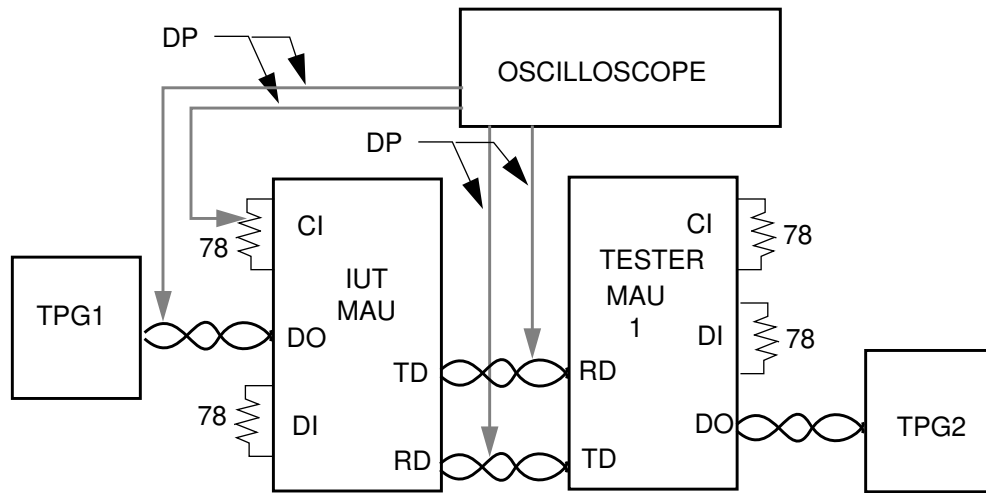 DP
OSCILLOSCOPE
DP
CI
78
IUT
MAU
TPG1
DO
78
DI
TD
RD
CI
78
TESTER
MAU
1
DI
78
RD
DO
TD
TPG2